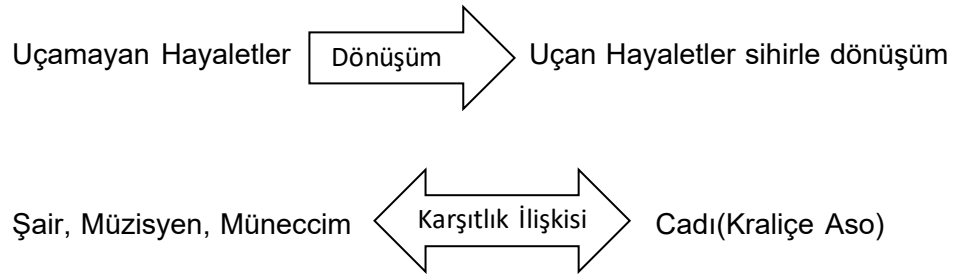 Uçamayan Hayaletler Dönüşüm Uçan Hayaletler sihirle dönüşüm
Şair, Müzisyen, Müneccim Karşıtlık İlişkisi Cadı(Kraliçe Aso)